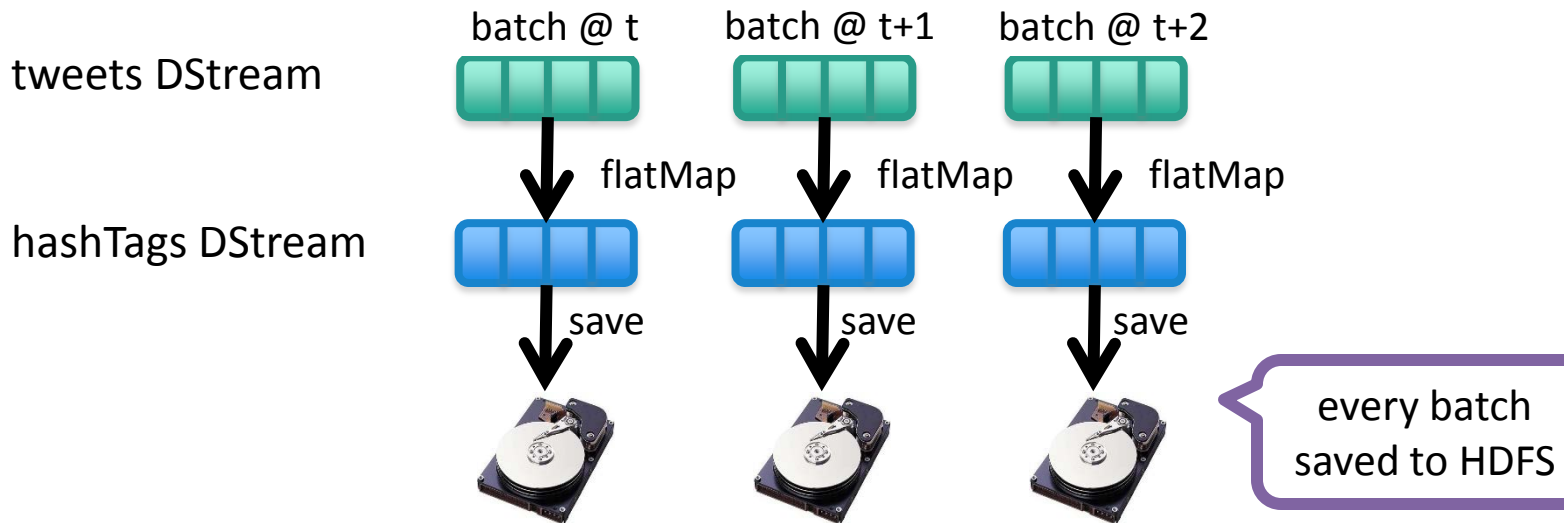 batch @ t
batch @ t+1
batch @ t+2
tweets DStream
flatMap
flatMap
flatMap
hashTags DStream
save
save
save
every batch
saved to HDFS